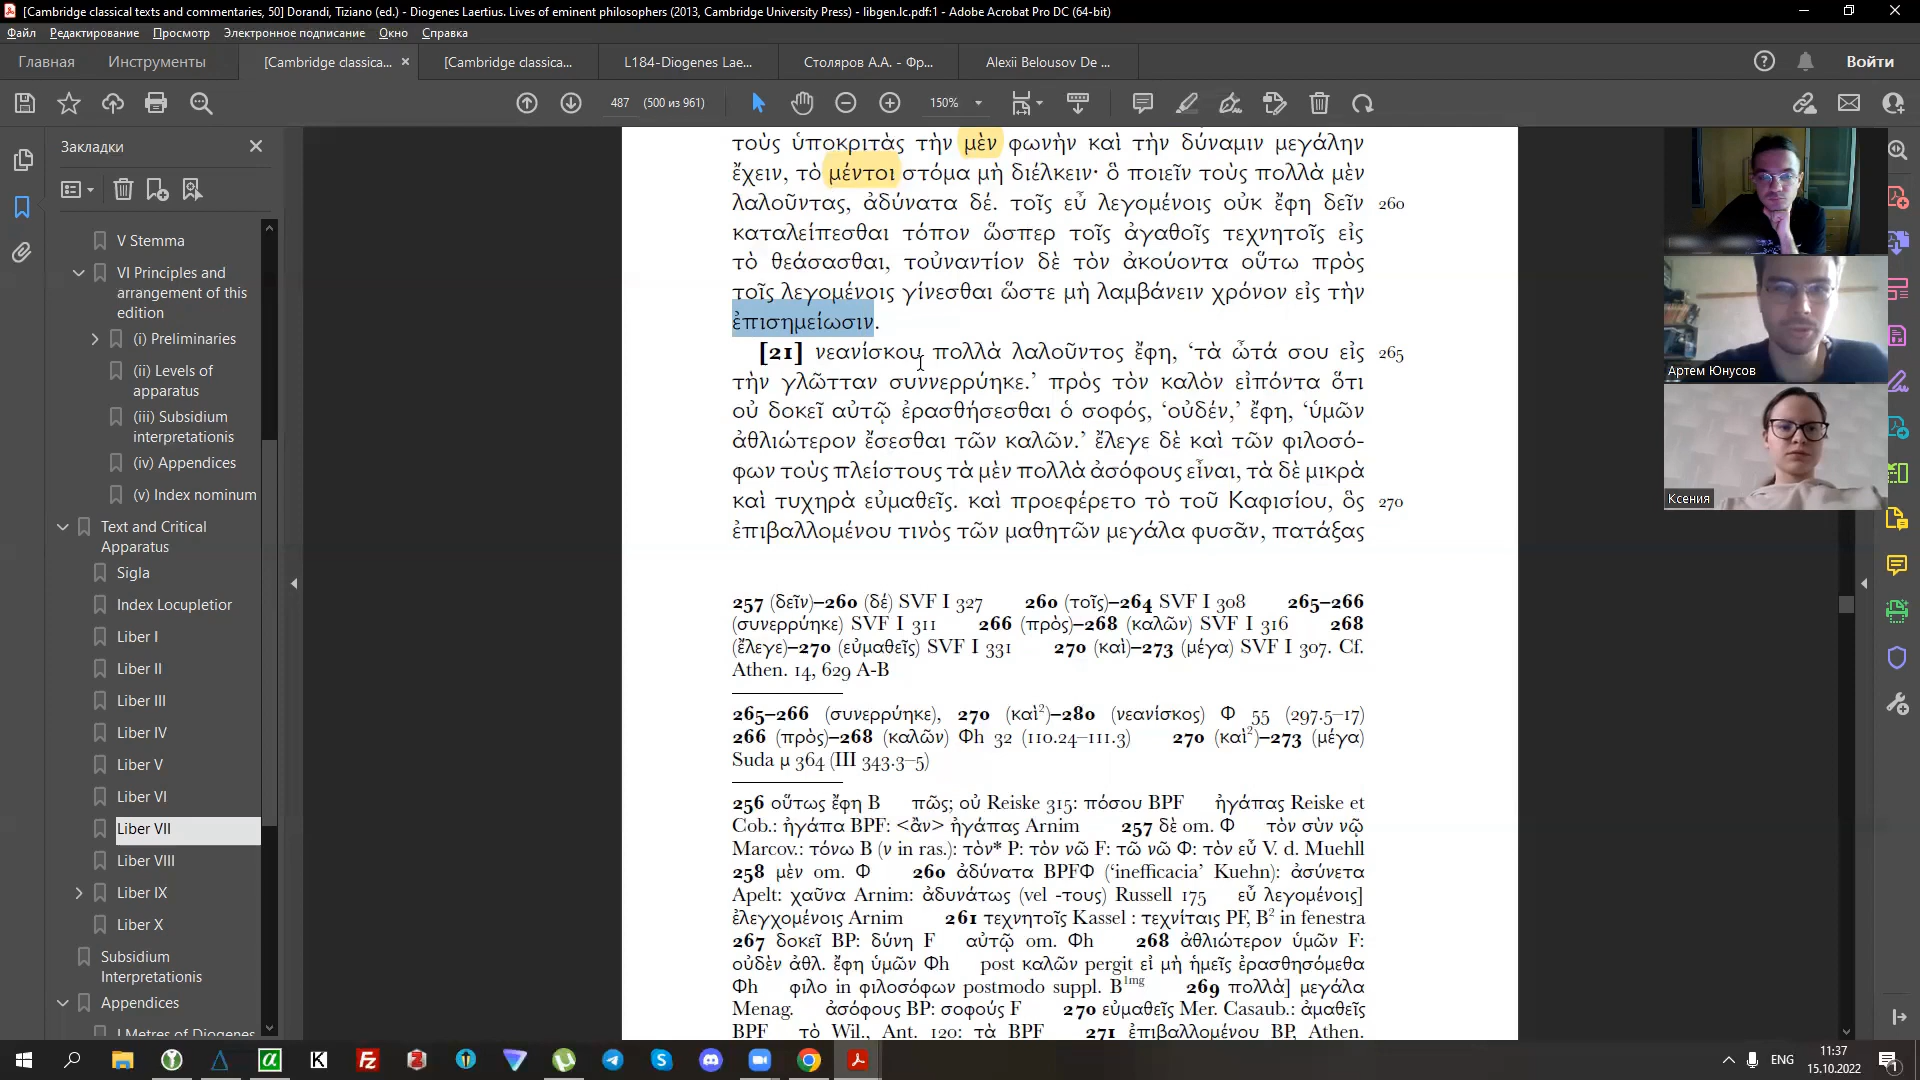 [Cambridge classical texts and commentaries, 50] Dorandi, Tiziano (ed.) - Diogenes Laertius. Lives of eminent philosophers (2013, Cambridge University Press) - libgen.lc.pdf:1 - Adobe Acrobat Pro DC (64-bit)
Файл Редактирование Просмотр Электронное подписание Окно Справка
Главная Инструменты [Cambridge classica... × [Cambridge classica... L184-Diogenes Lae... Столяров А.А. - Фр... Alexii Belousov De ... Войти
487 (500 из 961) 150%
Закладки
V Stemma
VI Principles and
arrangement of this
edition
(i) Preliminaries
(ii) Levels of
apparatus
(iii) Subsidium
interpretationis
(iv) Appendices
(v) Index nominum
Text and Critical
Apparatus
Sigla
Index Locupletior
Liber I
Liber II
Liber III
Liber IV
Liber V
Liber VI
Liber VII
Liber VIII
Liber IX
Liber X
Subsidium
Interpretationis
Appendices
I Metres of Diogenes
τοὺς ὑποκριτὰς τὴν μὲν φωνὴν καὶ τὴν δύναμιν μεγάλην
ἔχειν, τὸ μέντοι στόμα μὴ διέλκειν· ὃ ποιεῖν τοὺς πολλὰ μὲν
λαλοῦντας, ἀδύνατα δέ. τοῖς εὖ λεγομένοις οὐκ ἔφη δεῖν 260
καταλείπεσθαι τόπον ὥσπερ τοῖς ἀγαθοῖς τεχνητοῖς εἰς
τὸ θεάσασθαι, τοὐναντίον δὲ τὸν ἀκούοντα οὕτω πρὸς
τοῖς λεγομένοις γίνεσθαι ὥστε μὴ λαμβάνειν χρόνον εἰς τὴν
ἐπισημείωσιν.
[21] νεανίσκου πολλὰ λαλοῦντος ἔφη, ‘τὰ ὦτά σου εἰς 265
τὴν γλῶτταν συνερρύηκε.’ πρὸς τὸν καλὸν εἰπόντα ὅτι
οὐ δοκεῖ αὐτῷ ἐρασθήσεσθαι ὁ σοφός, ‘οὐδέν,’ ἔφη, ‘ὑμῶν
ἀθλιώτερον ἔσεσθαι τῶν καλῶν.’ ἔλεγε δὲ καὶ τῶν φιλοσό-
φων τοὺς πλείστους τὰ μὲν πολλὰ ἀσόφους εἶναι, τὰ δὲ μικρὰ
καὶ τυχηρὰ εὐμαθεῖς. καὶ προεφέρετο τὸ τοῦ Καφισίου, ὃς 270
ἐπιβαλλομένου τινὸς τῶν μαθητῶν μεγάλα φυσᾶν, πατάξας
257 (δεῖν)–260 (δέ) SVF I 327 260 (τοῖς)–264 SVF I 308 265–266
(συνερρύηκε) SVF I 311 266 (πρὸς)–268 (καλῶν) SVF I 316 268
(ἔλεγε)–270 (εὐμαθεῖς) SVF I 331 270 (καὶ)–273 (μέγα) SVF I 307. Cf.
Athen. 14, 629 A-B
265–266 (συνερρύηκε), 270 (καὶ²)–280 (νεανίσκος) Φ 55 (297.5–17)
266 (πρὸς)–268 (καλῶν) Φh 32 (110.24–111.3) 270 (καὶ²)–273 (μέγα)
Suda μ 364 (III 343.3–5)
256 οὕτως ἔφη B πῶς; οὐ Reiske 315: πόσου BPF ἠγάπας Reiske et
Cob.: ἠγάπα BPF: <ἂν> ἠγάπας Arnim 257 δὲ om. Φ τὸν σὺν νῷ
Marcov.: τόνω B (ν in ras.): τὸν* P: τὸν νῶ F: τῶ νῶ Φ: τὸν εὖ V. d. Muehll
258 μὲν om. Φ 260 ἀδύνατα BPFΦ (‘inefficacia’ Kuehn): ἀσύνετα
Apelt: χαῦνα Arnim: ἀδυνάτως (vel -τους) Russell 175 εὖ λεγομένοις]
ἐλεγχομένοις Arnim 261 τεχνητοῖς Kassel : τεχνίταις PF, B² in fenestra
267 δοκεῖ BP: δύνη F αὐτῷ om. Φh 268 ἀθλιώτερον ὑμῶν F:
οὐδὲν ἀθλ. ἔφη ὑμῶν Φh post καλῶν pergit εἰ μὴ ἡμεῖς ἐρασθησόμεθα
Φh φιλο in φιλοσόφων postmodo suppl. B¹ᵐᵍ 269 πολλὰ] μεγάλα
Menag. ἀσόφους BP: σοφούς F 270 εὐμαθεῖς Mer. Casaub.: ἀμαθεῖς
BPF τὸ Wil., Ant. 120: τὰ BPF 271 ἐπιβαλλομένου BP, Athen.
Артем Юнусов
Ксения
ENG
11:37
15.10.2022